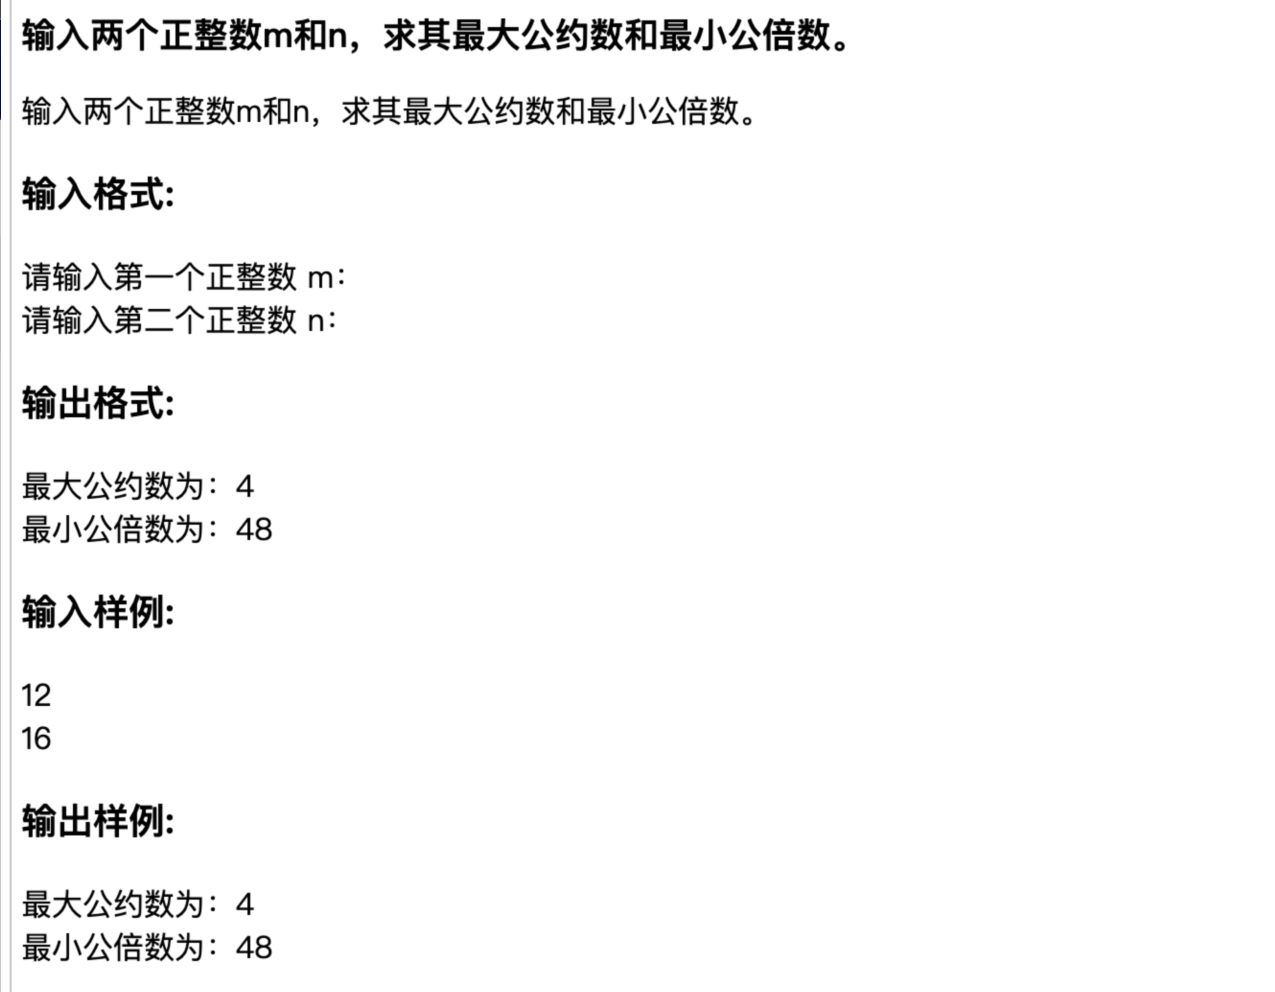 输入两个正整数m和n，求其最大公约数和最小公倍数。
输入两个正整数m和n，求其最大公约数和最小公倍数。
输入格式:
请输入第一个正整数 m：
请输入第二个正整数 n：
输出格式:
最大公约数为：4
最小公倍数为：48
输入样例:
12
16
输出样例:
最大公约数为：4
最小公倍数为：48